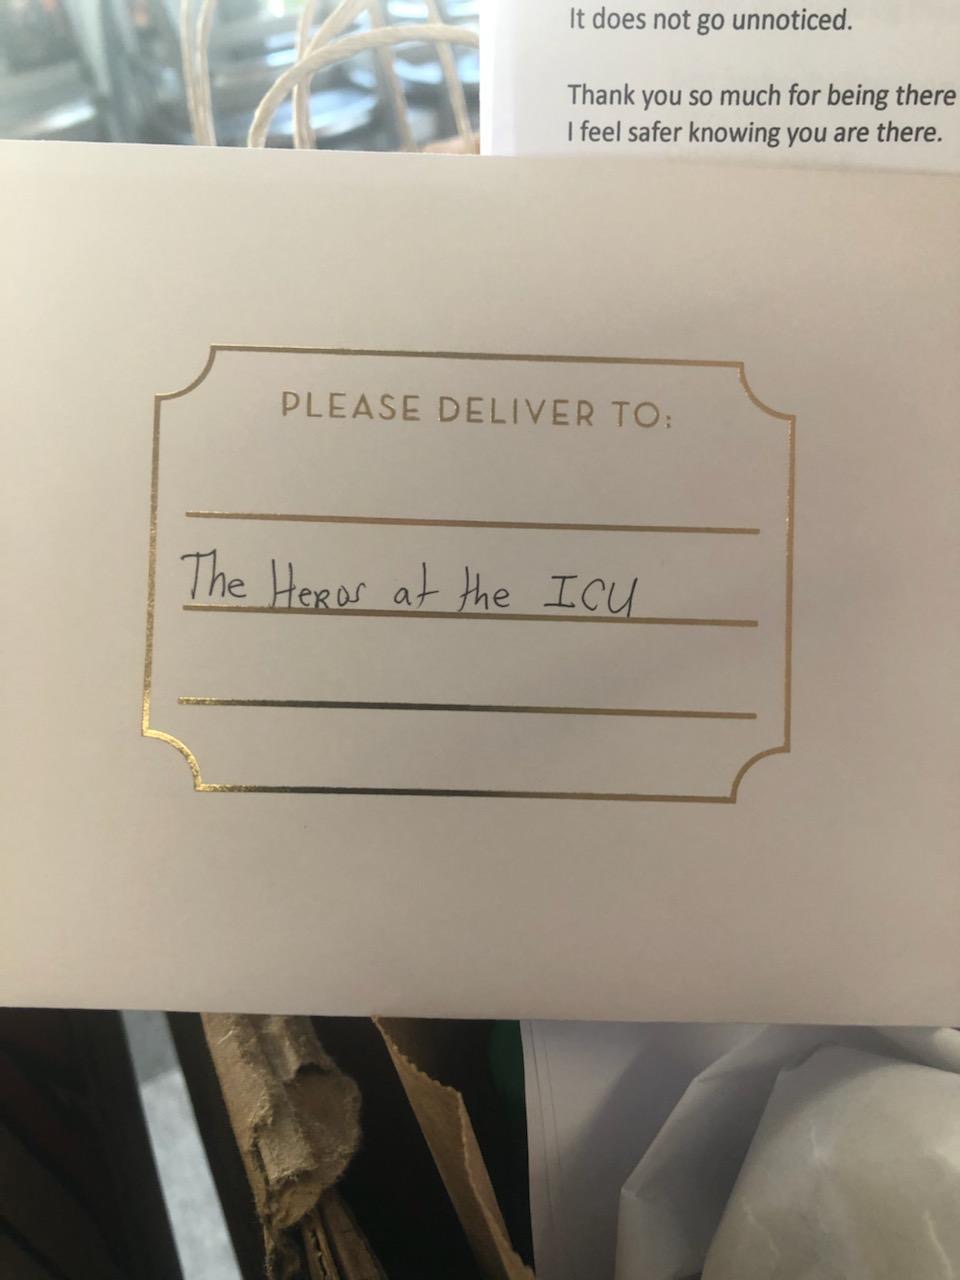 It does not go unnoticed.
Thank you so much for being there
I feel safer knowing you are there.
PLEASE DELIVER TO:
The Heros at the ICU